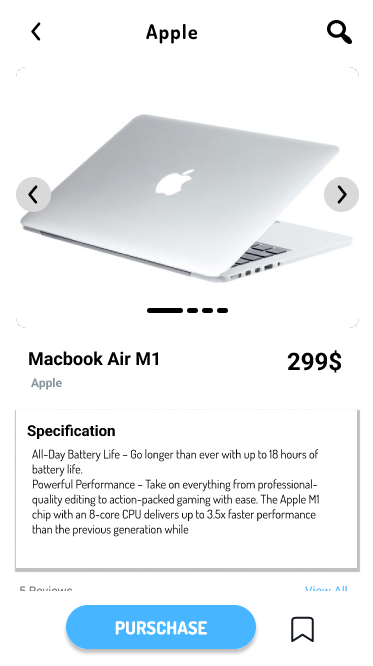 Apple
Macbook Air M1
299$
Apple
Specification
All-Day Battery Life – Go longer than ever with up to 18 hours of
battery life.
Powerful Performance – Take on everything from professional-
quality editing to action-packed gaming with ease. The Apple M1
chip with an 8-core CPU delivers up to 3.5x faster performance
than the previous generation while
5 Reviews
View All
PURSCHASE